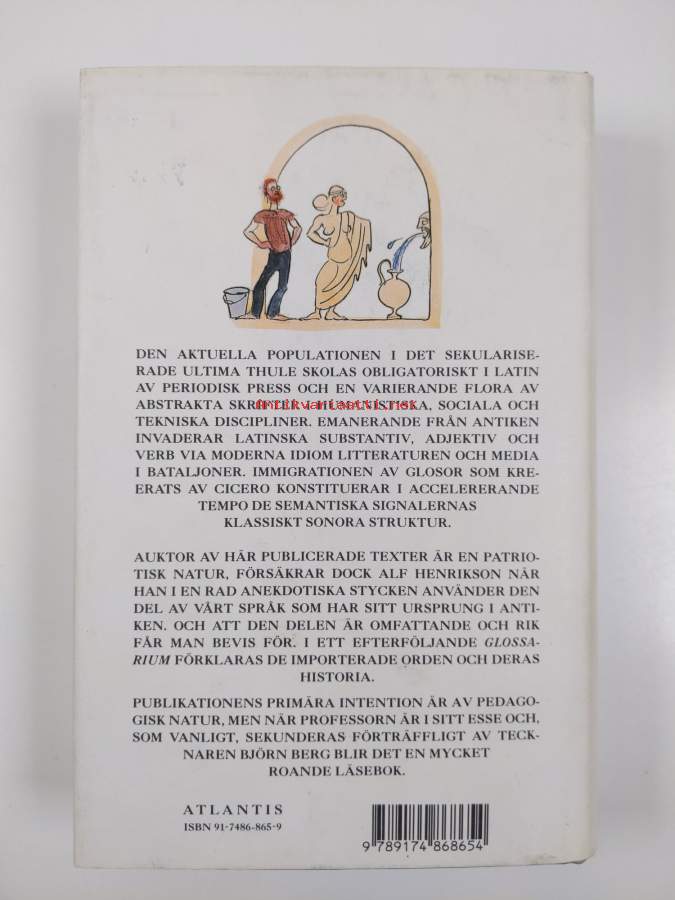 DEN AKTUELLA POPULATIONEN I DET SEKULARISE-
RADE ULTIMA THULE SKOLAS OBLIGATORISKT I LATIN
AV PERIODISK PRESS OCH EN VARIERANDE FLORA AV
ABSTRAKTA SKRIFTER I HUMANISTISKA, SOCIALA OCH
antikvariaatti.net
TEKNISKA DISCIPLINER. EMANERANDE FRÅN ANTIKEN
INVADERAR LATINSKA SUBSTANTIV, ADJEKTIV OCH
VERB VIA MODERNA IDIOM LITTERATUREN OCH MEDIA
I BATALJONER. IMMIGRATIONEN AV GLOSOR SOM KRE-
ERATS AV CICERO KONSTITUERAR I ACCELERERANDE
TEMPO DE SEMANTISKA SIGNALERNAS
KLASSISKT SONORA STRUKTUR.
AUKTOR AV HÄR PUBLICERADE TEXTER ÄR EN PATRIO-
TISK NATUR, FÖRSÄKRAR DOCK ALF HENRIKSON NÄR
HAN I EN RAD ANEKDOTISKA STYCKEN ANVÄNDER DEN
DEL AV VÅRT SPRÅK SOM HAR SITT URSPRUNG I ANTI-
KEN. OCH ATT DEN DELEN ÄR OMFATTANDE OCH RIK
FÅR MAN BEVIS FÖR. I ETT EFTERFÖLJANDE GLOSSA-
RIUM FÖRKLARAS DE IMPORTERADE ORDEN OCH DERAS
HISTORIA.
PUBLIKATIONENS PRIMÄRA INTENTION ÄR AV PEDAGO-
GISK NATUR, MEN NÄR PROFESSORN ÄR I SITT ESSE OCH,
SOM VANLIGT, SEKUNDERAS FÖRTRÄFFLIGT AV TECK-
NAREN BJÖRN BERG BLIR DET EN MYCKET
ROANDE LÄSEBOK.
ATLANTIS
ISBN 91-7486-865-9
9 789174 868654